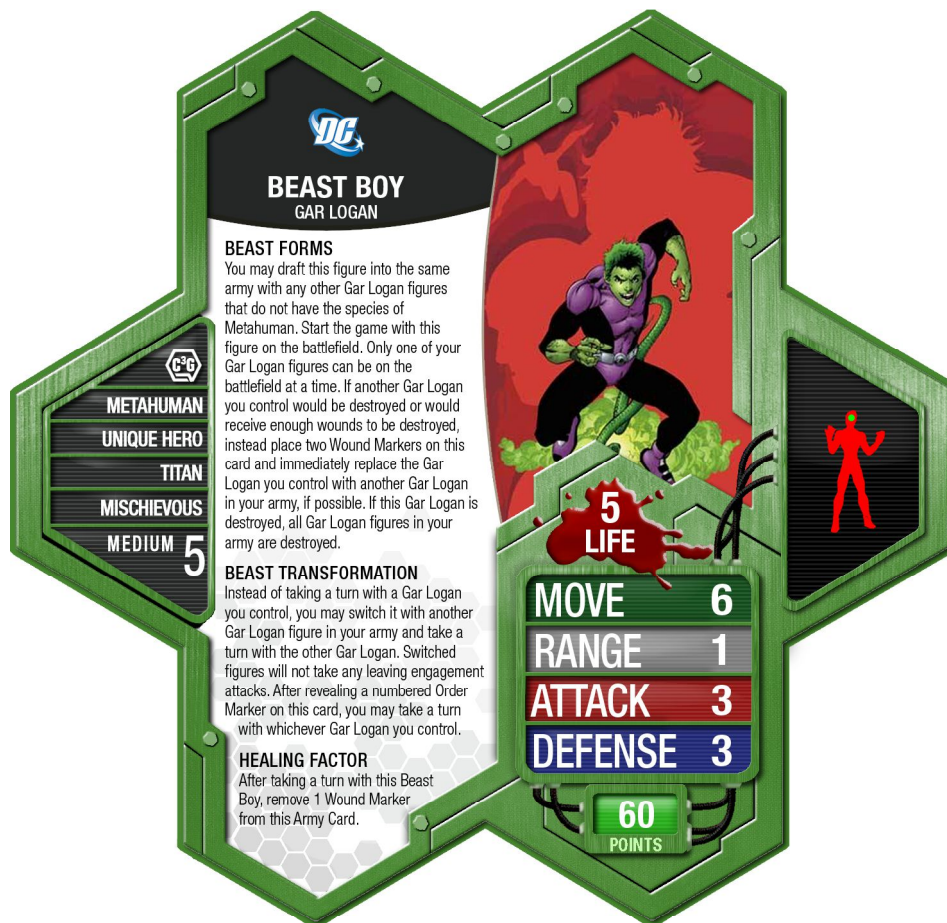 DC
BEAST BOY
GAR LOGAN
BEAST FORMS
You may draft this figure into the same
army with any other Gar Logan figures
that do not have the species of
Metahuman. Start the game with this
figure on the battlefield. Only one of your
Gar Logan figures can be on the
battlefield at a time. If another Gar Logan
you control would be destroyed or would
receive enough wounds to be destroyed,
instead place two Wound Markers on this
card and immediately replace the Gar
Logan you control with another Gar Logan
in your army, if possible. If this Gar Logan is
destroyed, all Gar Logan figures in your
army are destroyed.
BEAST TRANSFORMATION
Instead of taking a turn with a Gar Logan
you control, you may switch it with another
Gar Logan figure in your army and take a
turn with the other Gar Logan. Switched
figures will not take any leaving engagement
attacks. After revealing a numbered Order
Marker on this card, you may take a turn
with whichever Gar Logan you control.
HEALING FACTOR
After taking a turn with this Beast
Boy, remove 1 Wound Marker
from this Army Card.
C³G
METAHUMAN
UNIQUE HERO
TITAN
MISCHIEVOUS
MEDIUM 5
5
LIFE
MOVE 6
RANGE 1
ATTACK 3
DEFENSE 3
60
POINTS